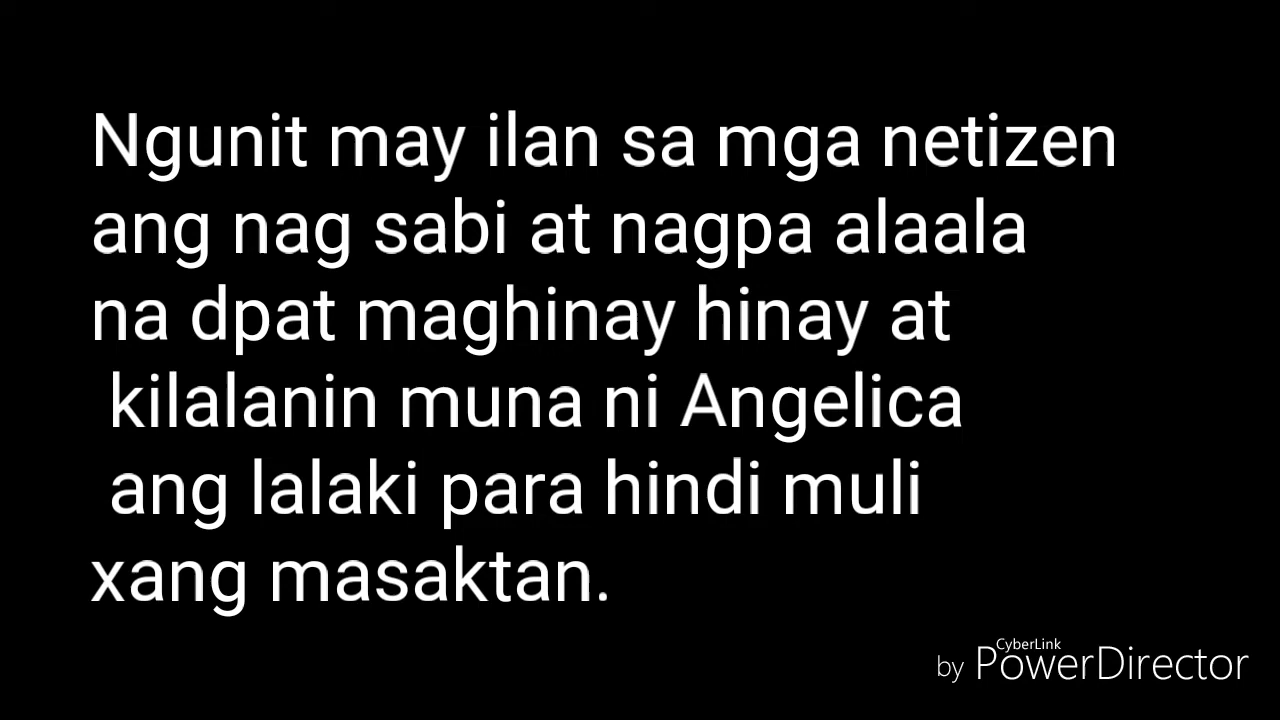 Ngunit may ilan sa mga netizen
ang nag sabi at nagpa alaala
na dpat maghinay hinay at
kilalanin muna ni Angelica
ang lalaki para hindi muli
xang masaktan.
CyberLink
by PowerDirector